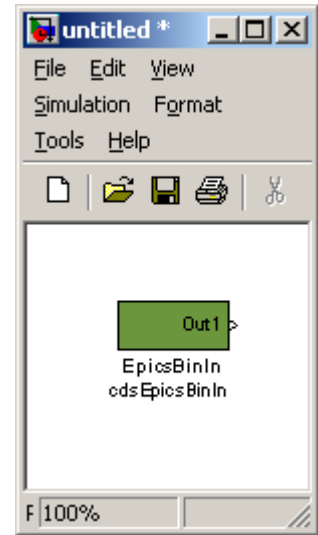 untitled *
File Edit View
Simulation Format
Tools Help
Out1
EpicsBinIn
cdsEpicsBinIn
F 100%